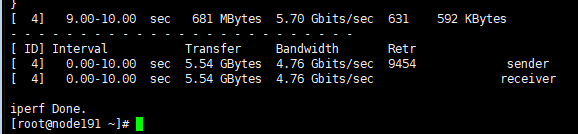 }
[  4]   9.00-10.00  sec   681 MBytes  5.70 Gbits/sec  631    592 KBytes
- - - - - - - - - - - - - - - - - - - - - - - - -
[ ID] Interval           Transfer     Bandwidth       Retr
[  4]   0.00-10.00  sec  5.54 GBytes  4.76 Gbits/sec  9454             sender
[  4]   0.00-10.00  sec  5.54 GBytes  4.76 Gbits/sec                  receiver
iperf Done.
[root@node191 ~]#